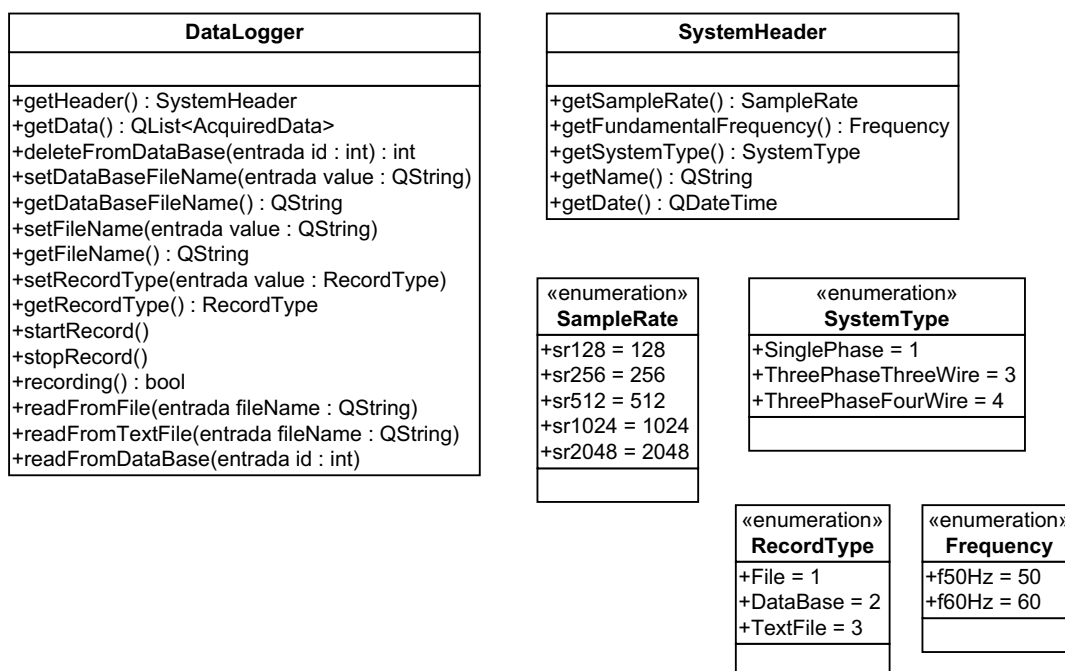 DataLogger
+getHeader() : SystemHeader
+getData() : QList<AcquiredData>
+deleteFromDataBase(entrada id : int) : int
+setDataBaseFileName(entrada value : QString)
+getDataBaseFileName() : QString
+setFileName(entrada value : QString)
+getFileName() : QString
+setRecordType(entrada value : RecordType)
+getRecordType() : RecordType
+startRecord()
+stopRecord()
+recording() : bool
+readFromFile(entrada fileName : QString)
+readFromTextFile(entrada fileName : QString)
+readFromDataBase(entrada id : int)
SystemHeader
+getSampleRate() : SampleRate
+getFundamentalFrequency() : Frequency
+getSystemType() : SystemType
+getName() : QString
+getDate() : QDateTime
«enumeration»
SampleRate
+sr128 = 128
+sr256 = 256
+sr512 = 512
+sr1024 = 1024
+sr2048 = 2048
«enumeration»
SystemType
+SinglePhase = 1
+ThreePhaseThreeWire = 3
+ThreePhaseFourWire = 4
«enumeration»
RecordType
+File = 1
+DataBase = 2
+TextFile = 3
«enumeration»
Frequency
+f50Hz = 50
+f60Hz = 60